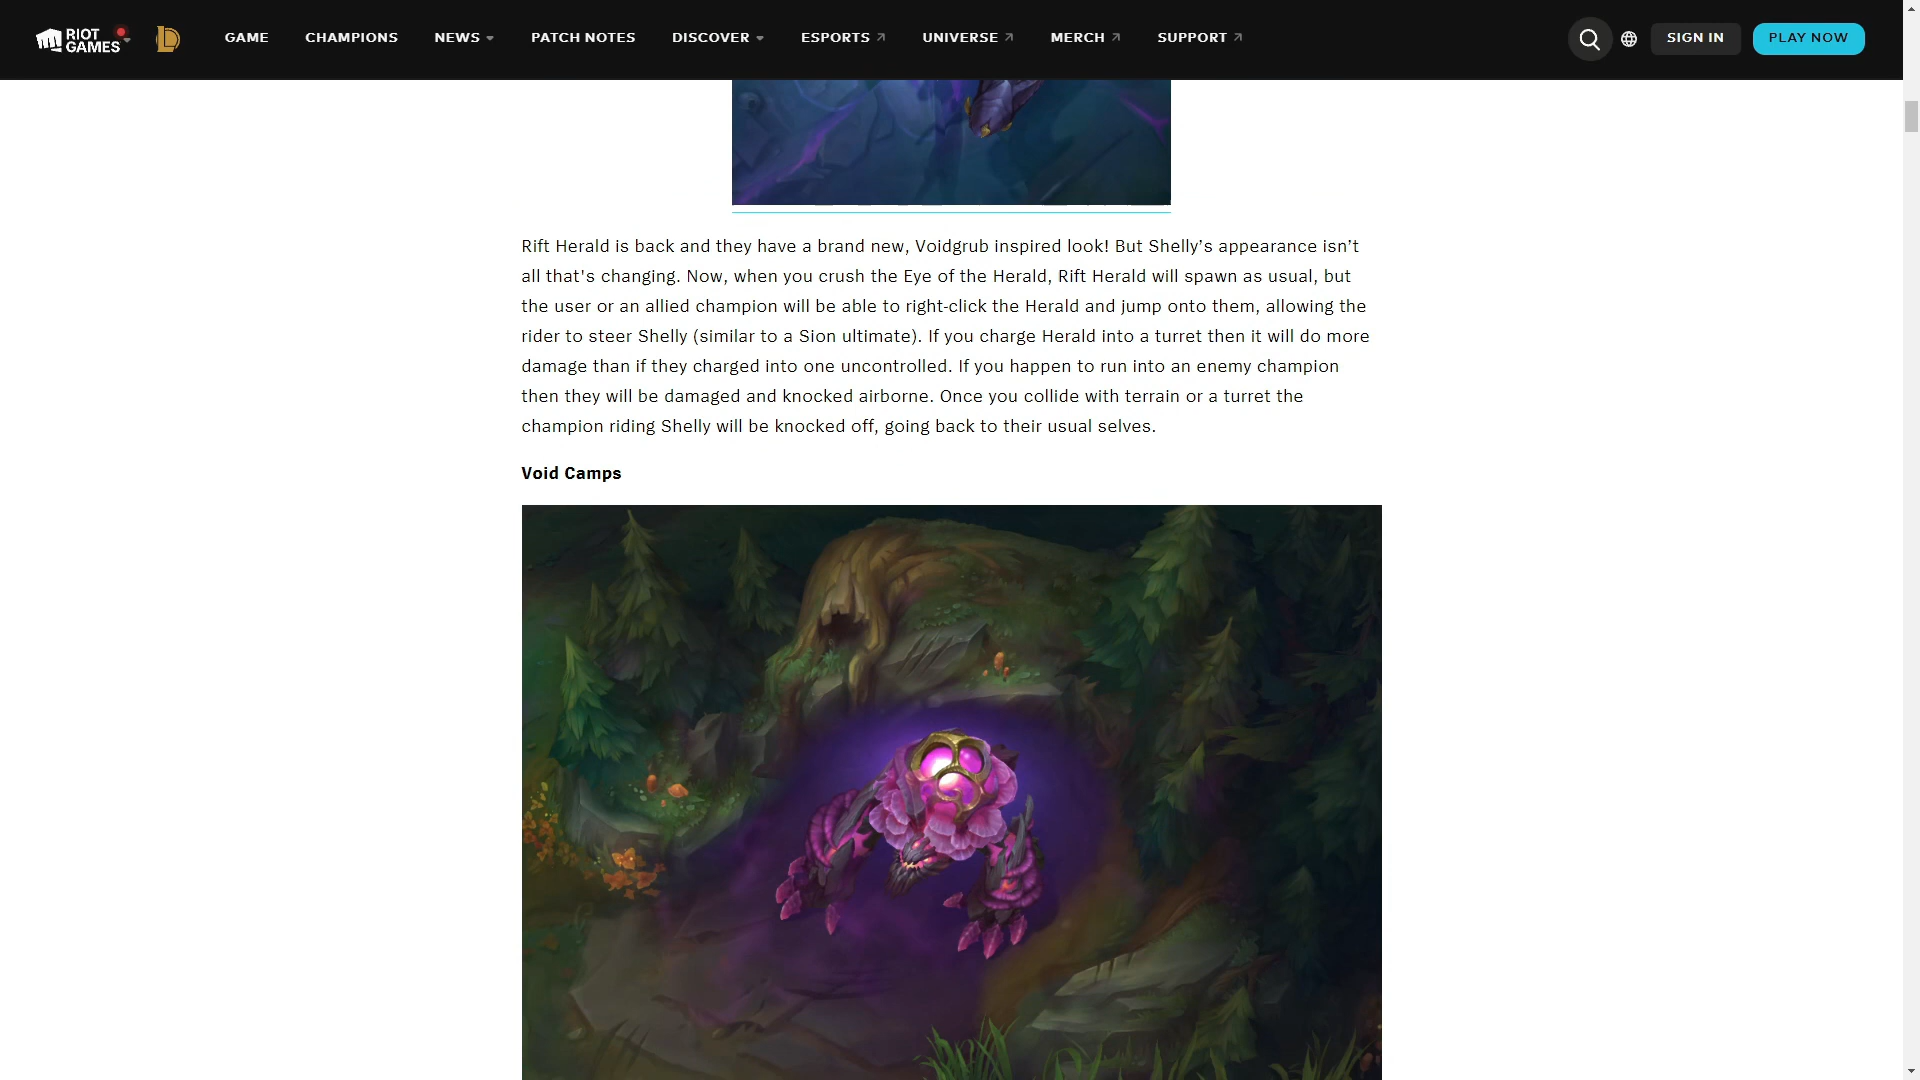 RIOT GAMES GAME CHAMPIONS NEWS PATCH NOTES DISCOVER ESPORTS UNIVERSE MERCH SUPPORT SIGN IN PLAY NOW
Rift Herald is back and they have a brand new, Voidgrub inspired look! But Shelly’s appearance isn’t
all that's changing. Now, when you crush the Eye of the Herald, Rift Herald will spawn as usual, but
the user or an allied champion will be able to right-click the Herald and jump onto them, allowing the
rider to steer Shelly (similar to a Sion ultimate). If you charge Herald into a turret then it will do more
damage than if they charged into one uncontrolled. If you happen to run into an enemy champion
then they will be damaged and knocked airborne. Once you collide with terrain or a turret the
champion riding Shelly will be knocked off, going back to their usual selves.
Void Camps